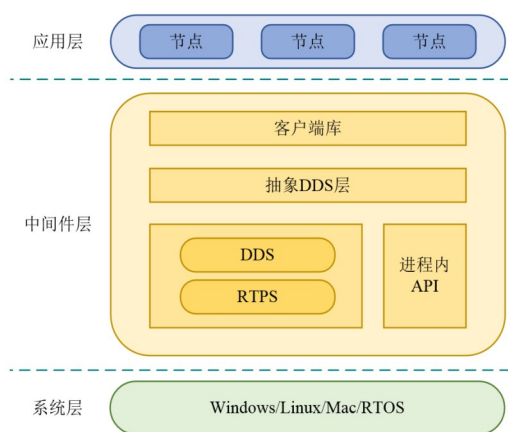 应用层
节点
节点
节点
客户端库
抽象DDS层
中间件层
DDS
RTPS
进程内
API
系统层
Windows/Linux/Mac/RTOS